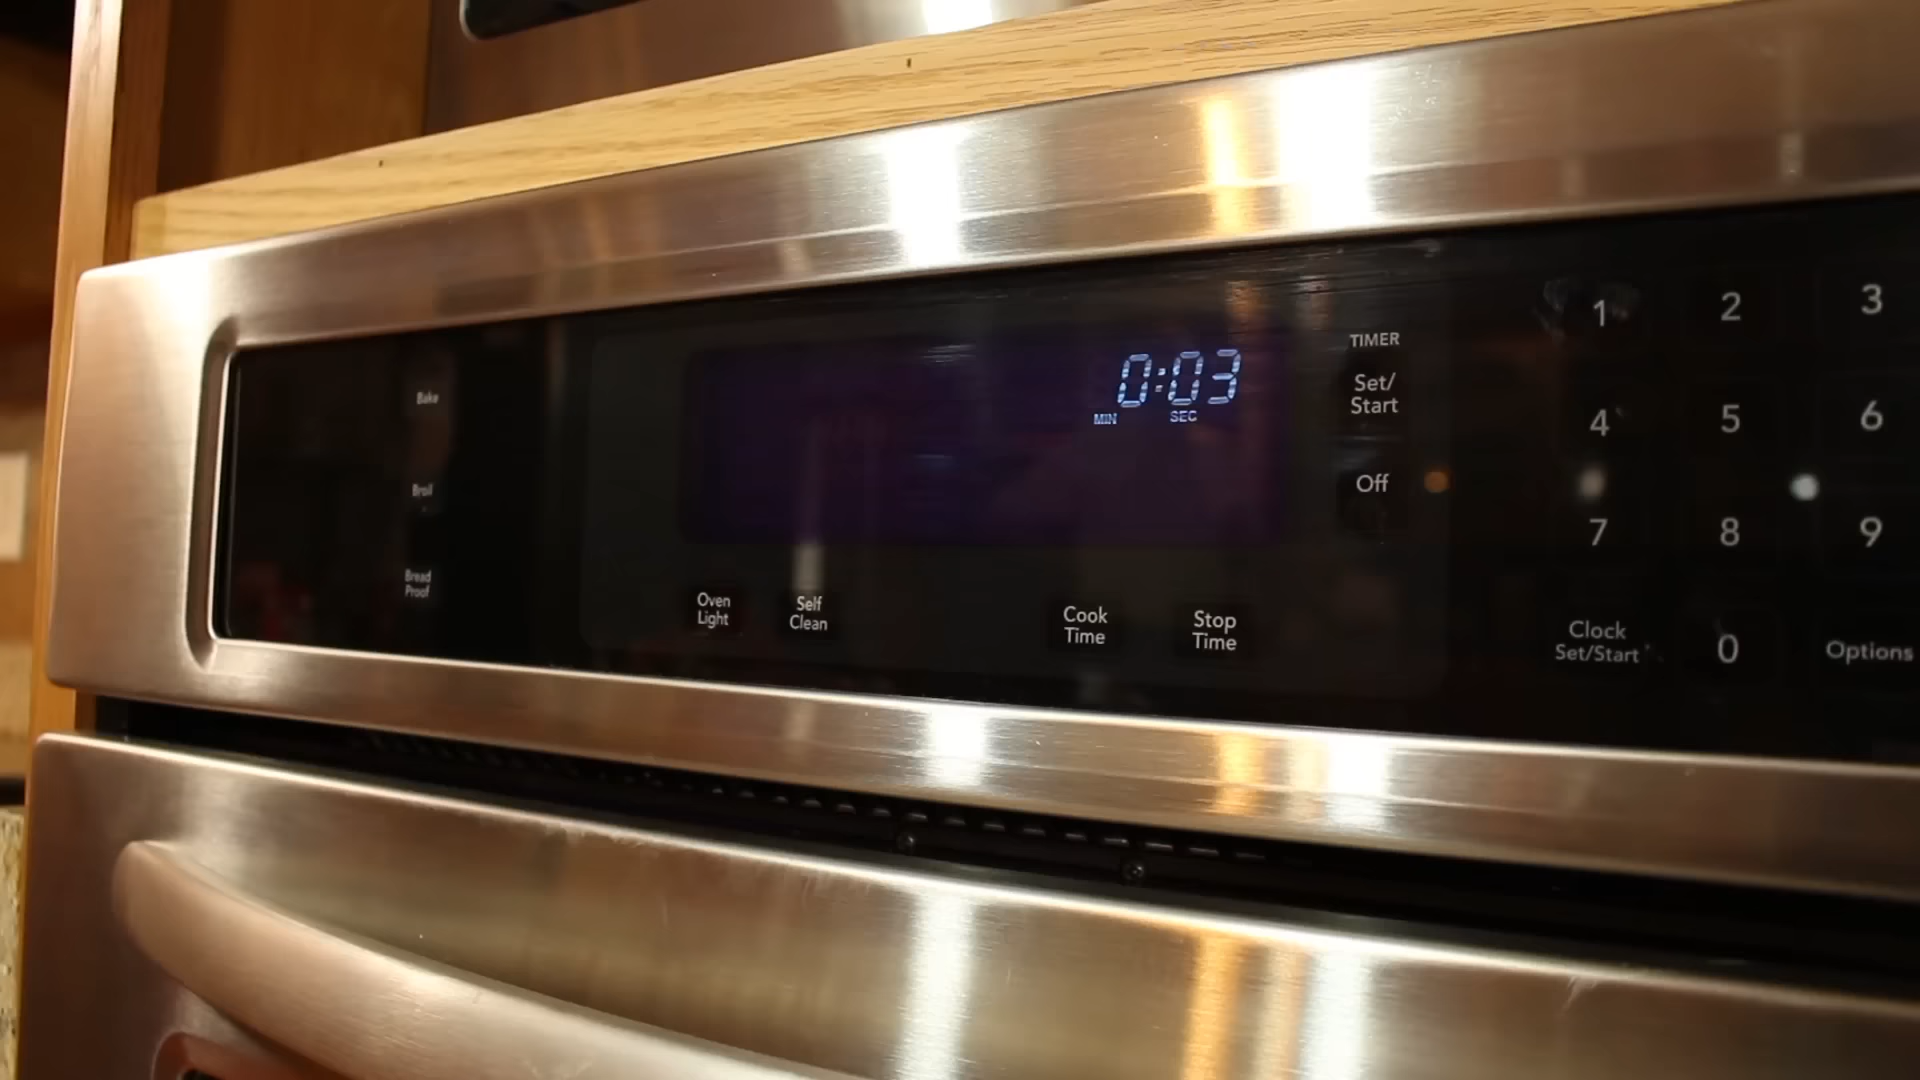 Bake
Broil
Bread
Proof
Oven
Light
Self
Clean
0:03
MIN SEC
Cook
Time
Stop
Time
TIMER
Set/
Start
Off
1 2 3
4 5 6
7 8 9
Clock
Set/Start
0
Options